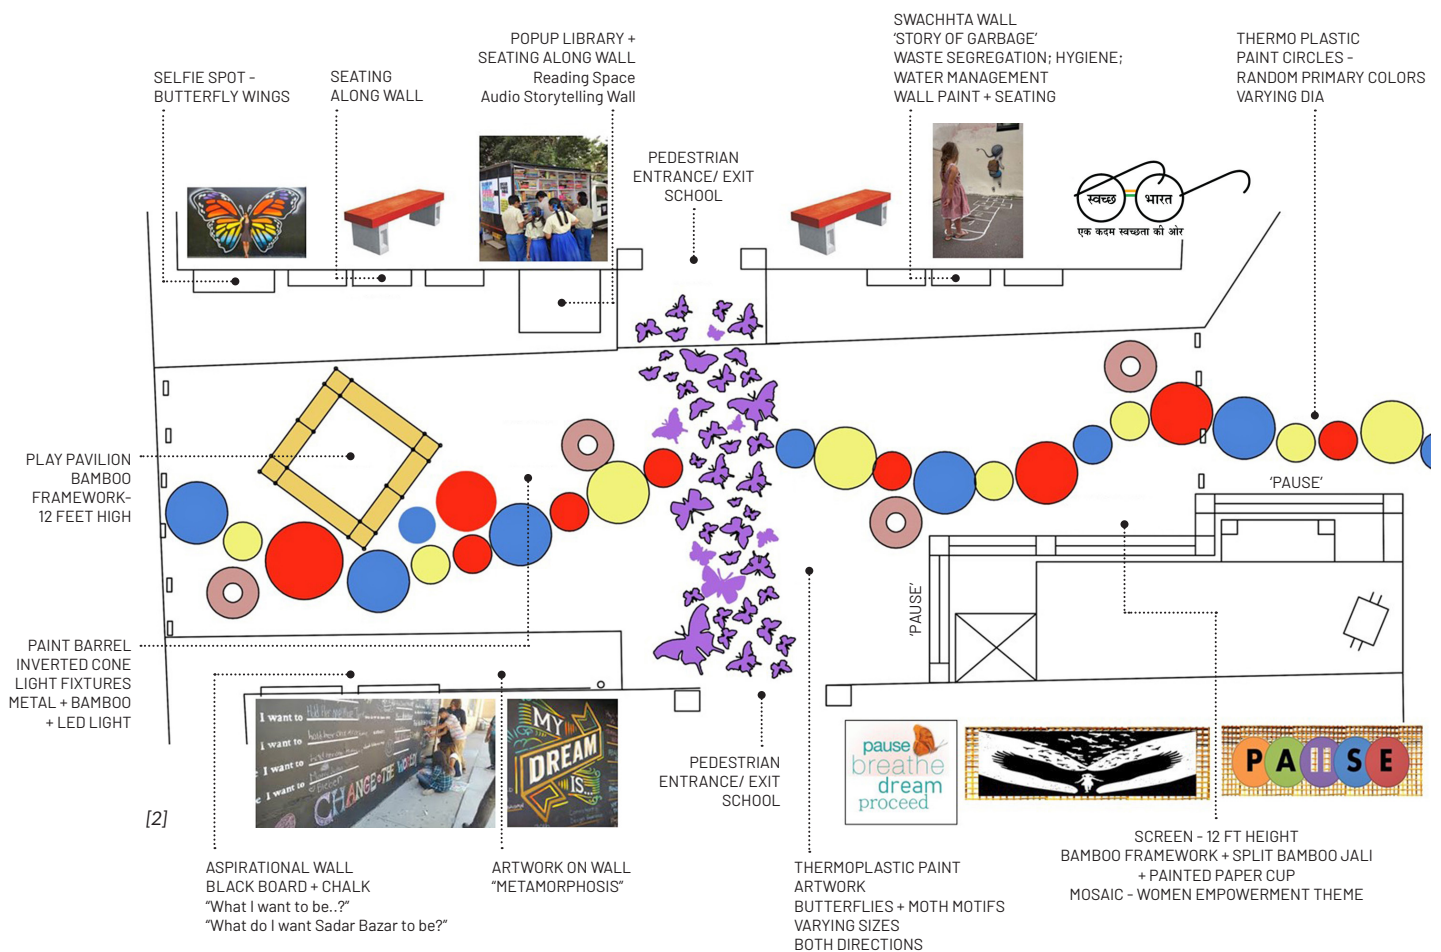 SELFIE SPOT -
BUTTERFLY WINGS
SEATING
ALONG WALL
POPUP LIBRARY +
SEATING ALONG WALL
Reading Space
Audio Storytelling Wall
PEDESTRIAN
ENTRANCE/ EXIT
SCHOOL
SWACHHTA WALL
'STORY OF GARBAGE'
WASTE SEGREGATION; HYGIENE;
WATER MANAGEMENT
WALL PAINT + SEATING
THERMO PLASTIC
PAINT CIRCLES -
RANDOM PRIMARY COLORS
VARYING DIA
स्वच्छ भारत
एक कदम स्वच्छता की ओर
PLAY PAVILION
BAMBOO
FRAMEWORK-
12 FEET HIGH
'PAUSE'
'PAUSE'
PAINT BARREL
INVERTED CONE
LIGHT FIXTURES
METAL + BAMBOO
+ LED LIGHT
I want to
I want to
I want to
I want to
CHANGE THE WORLD
MY
DREAM
IS...
PEDESTRIAN
ENTRANCE/ EXIT
SCHOOL
pause
breathe
dream
proceed
PAUSE
[2]
ASPIRATIONAL WALL
BLACK BOARD + CHALK
"What I want to be..?"
"What do I want Sadar Bazar to be?"
ARTWORK ON WALL
"METAMORPHOSIS"
THERMOPLASTIC PAINT
ARTWORK
BUTTERFLIES + MOTH MOTIFS
VARYING SIZES
BOTH DIRECTIONS
SCREEN - 12 FT HEIGHT
BAMBOO FRAMEWORK + SPLIT BAMBOO JALI
+ PAINTED PAPER CUP
MOSAIC - WOMEN EMPOWERMENT THEME